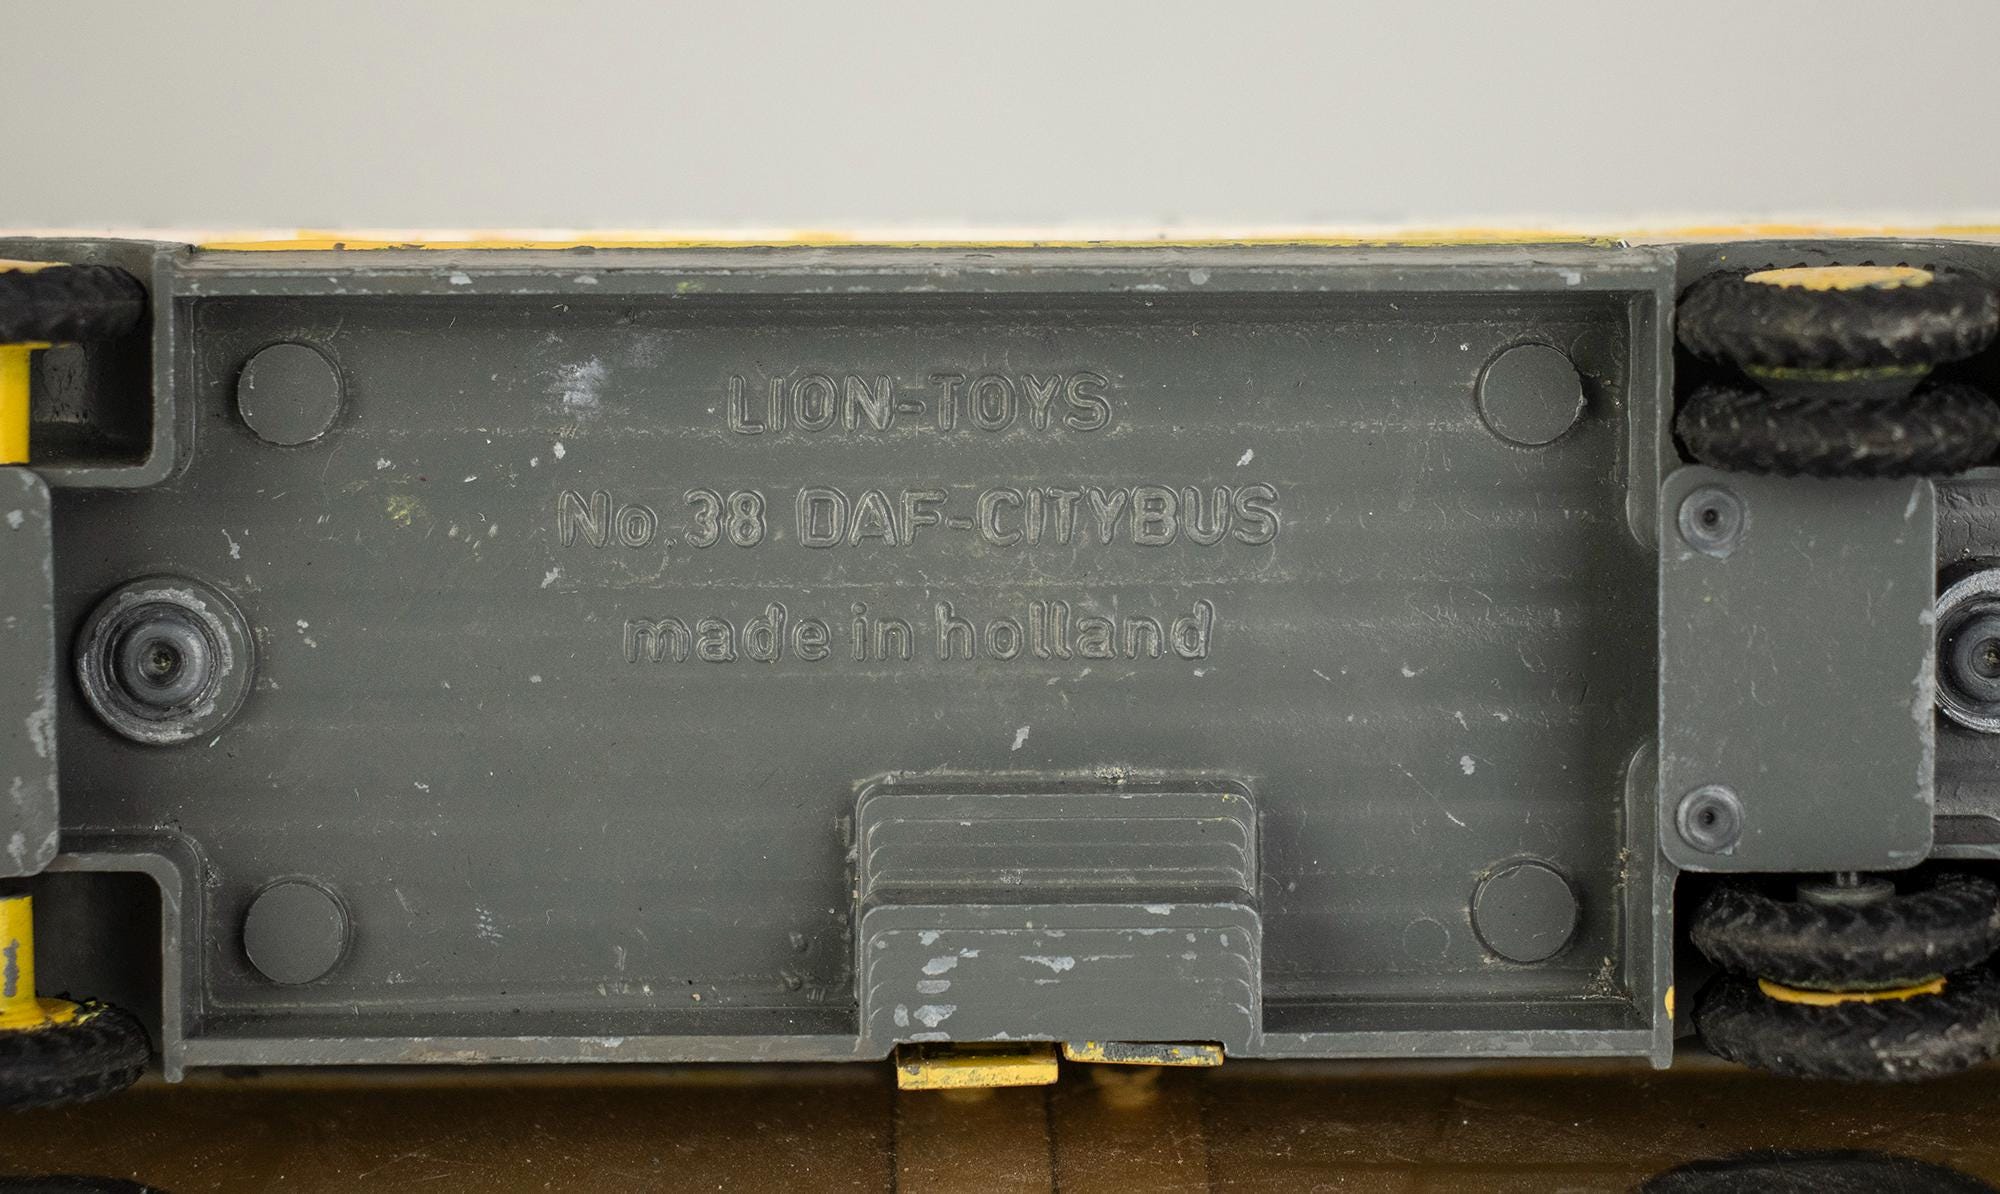 LION-TOYS
No.38 DAF-CITYBUS
made in holland